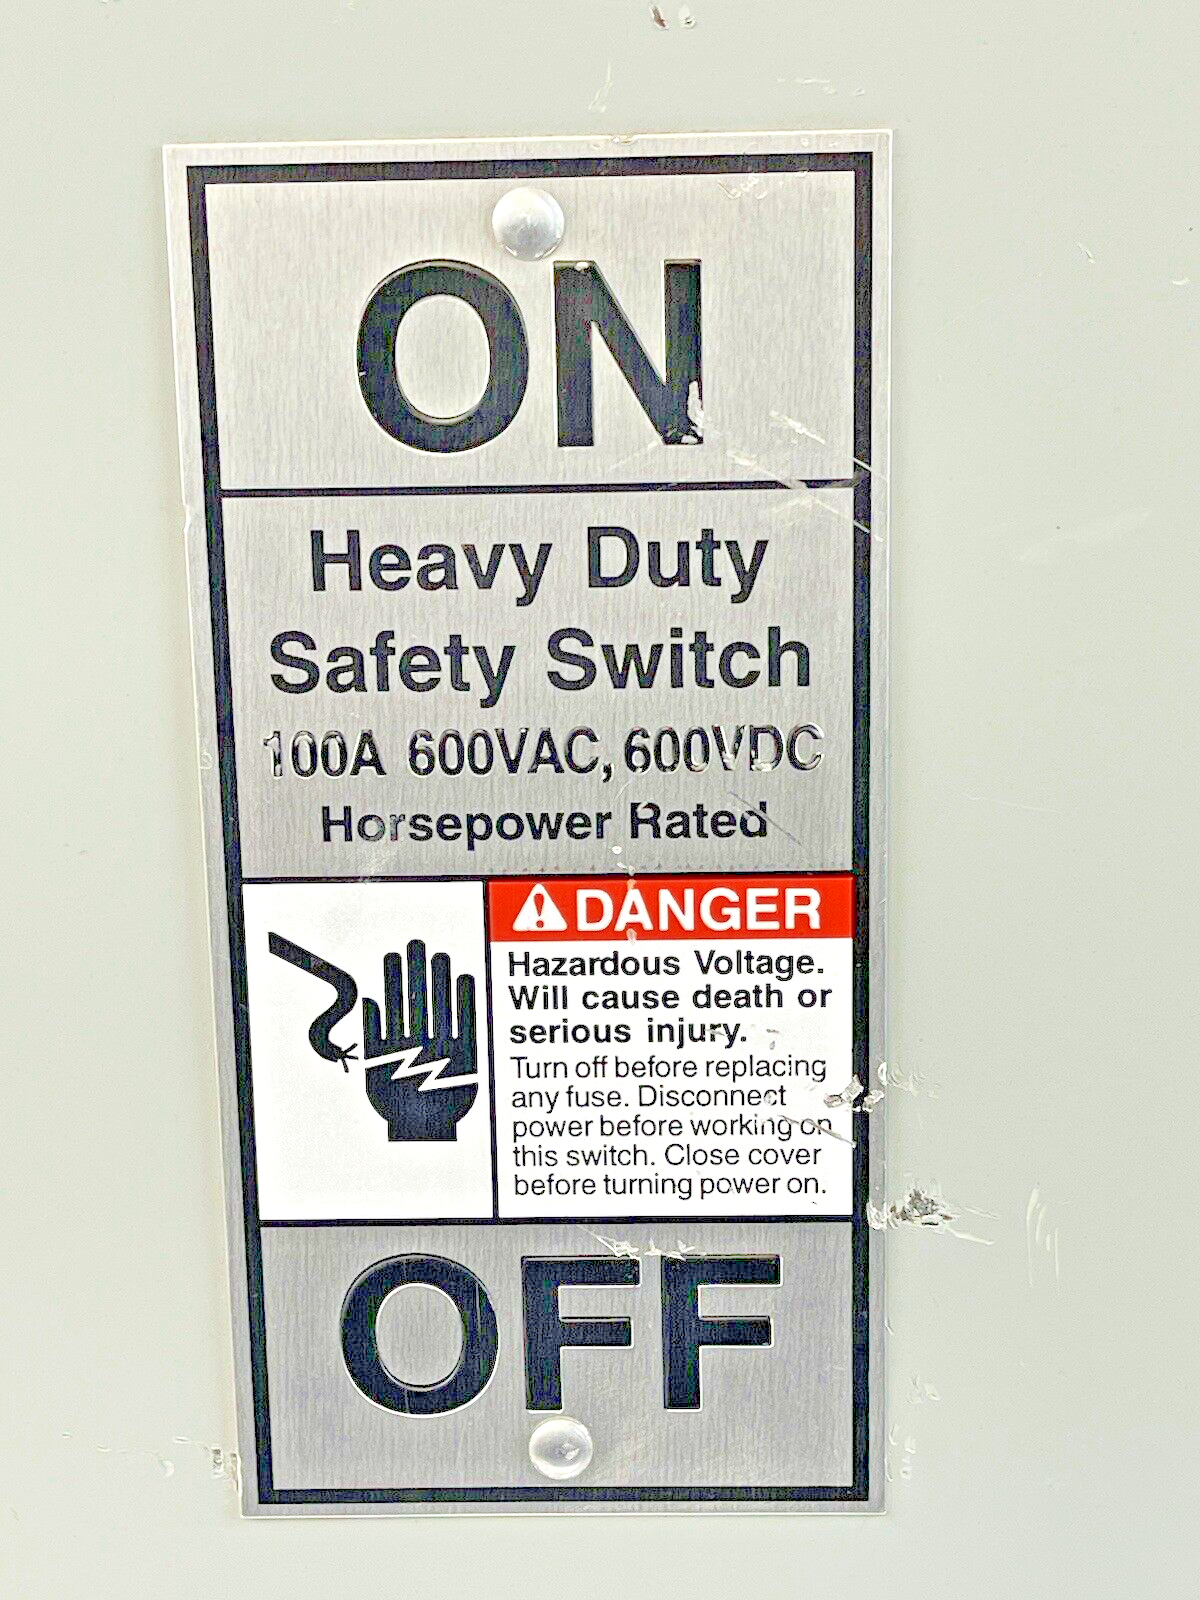 ON
Heavy Duty
Safety Switch
100A 600VAC, 600VDC
Horsepower Rated
DANGER
Hazardous Voltage.
Will cause death or
serious injury.
Turn off before replacing
any fuse. Disconnect
power before working on
this switch. Close cover
before turning power on.
OFF